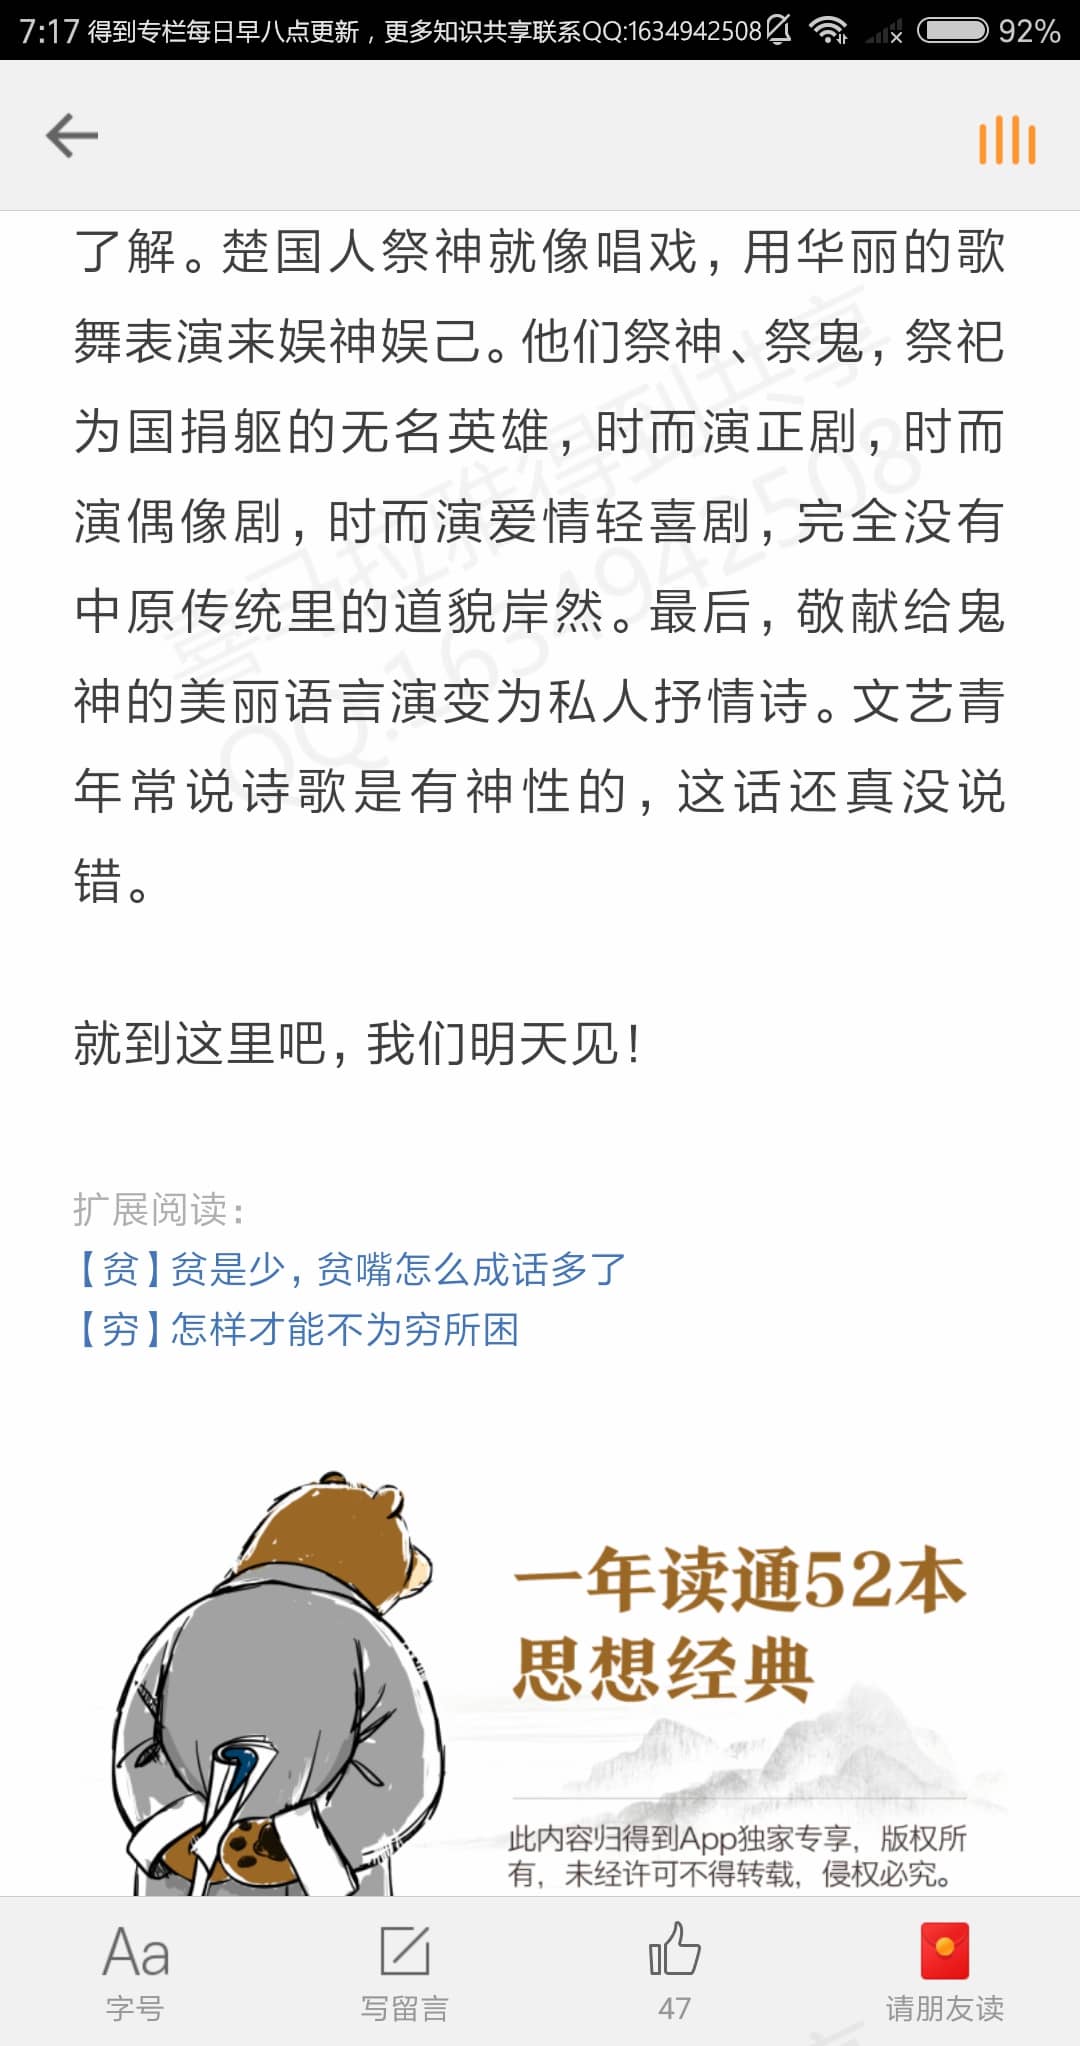 7:17 得到专栏每日早八点更新，更多知识共享联系QQ:1634942508 92%
了解。楚国人祭神就像唱戏，用华丽的歌
舞表演来娱神娱己。他们祭神、祭鬼，祭祀
为国捐躯的无名英雄，时而演正剧，时而
演偶像剧，时而演爱情轻喜剧，完全没有
中原传统里的道貌岸然。最后，敬献给鬼
神的美丽语言演变为私人抒情诗。文艺青
年常说诗歌是有神性的，这话还真没说
错。
喜马拉雅得到共享
QQ:1634942508
就到这里吧，我们明天见！
扩展阅读：
【贫】贫是少，贫嘴怎么成话多了
【穷】怎样才能不为穷所困
一年读通52本
思想经典
此内容归得到App独家专享，版权所
有，未经许可不得转载，侵权必究。
Aa
字号 写留言 47 请朋友读